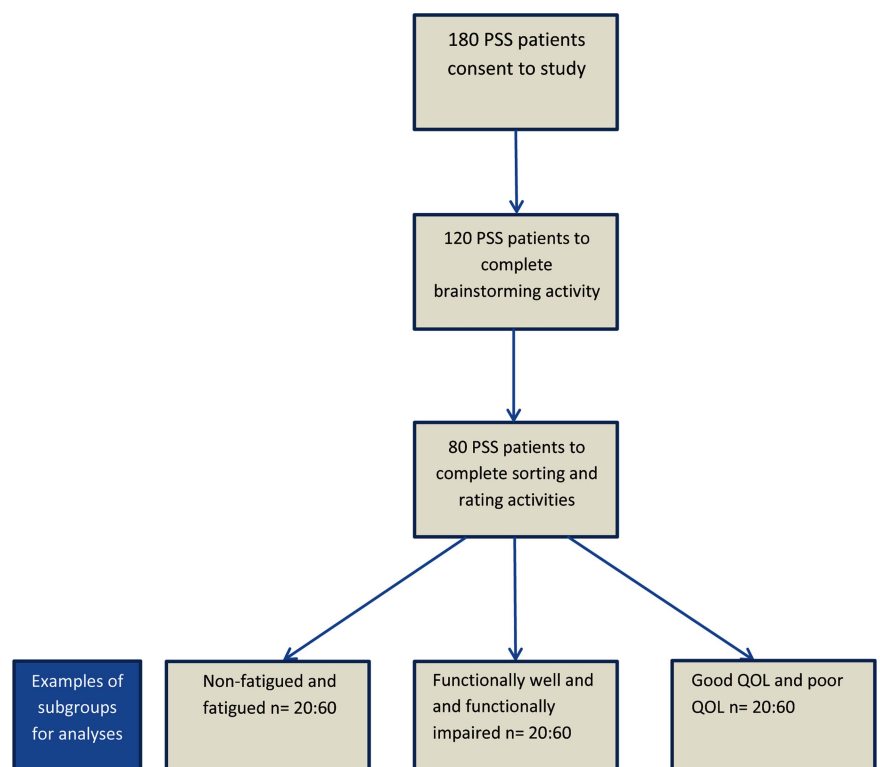 180 PSS patients
consent to study
120 PSS patients to
complete
brainstorming activity
80 PSS patients to
complete sorting and
rating activities
Examples of
subgroups
for analyses
Non-fatigued and
fatigued n= 20:60
Functionally well and
and functionally
impaired n= 20:60
Good QOL and poor
QOL n= 20:60